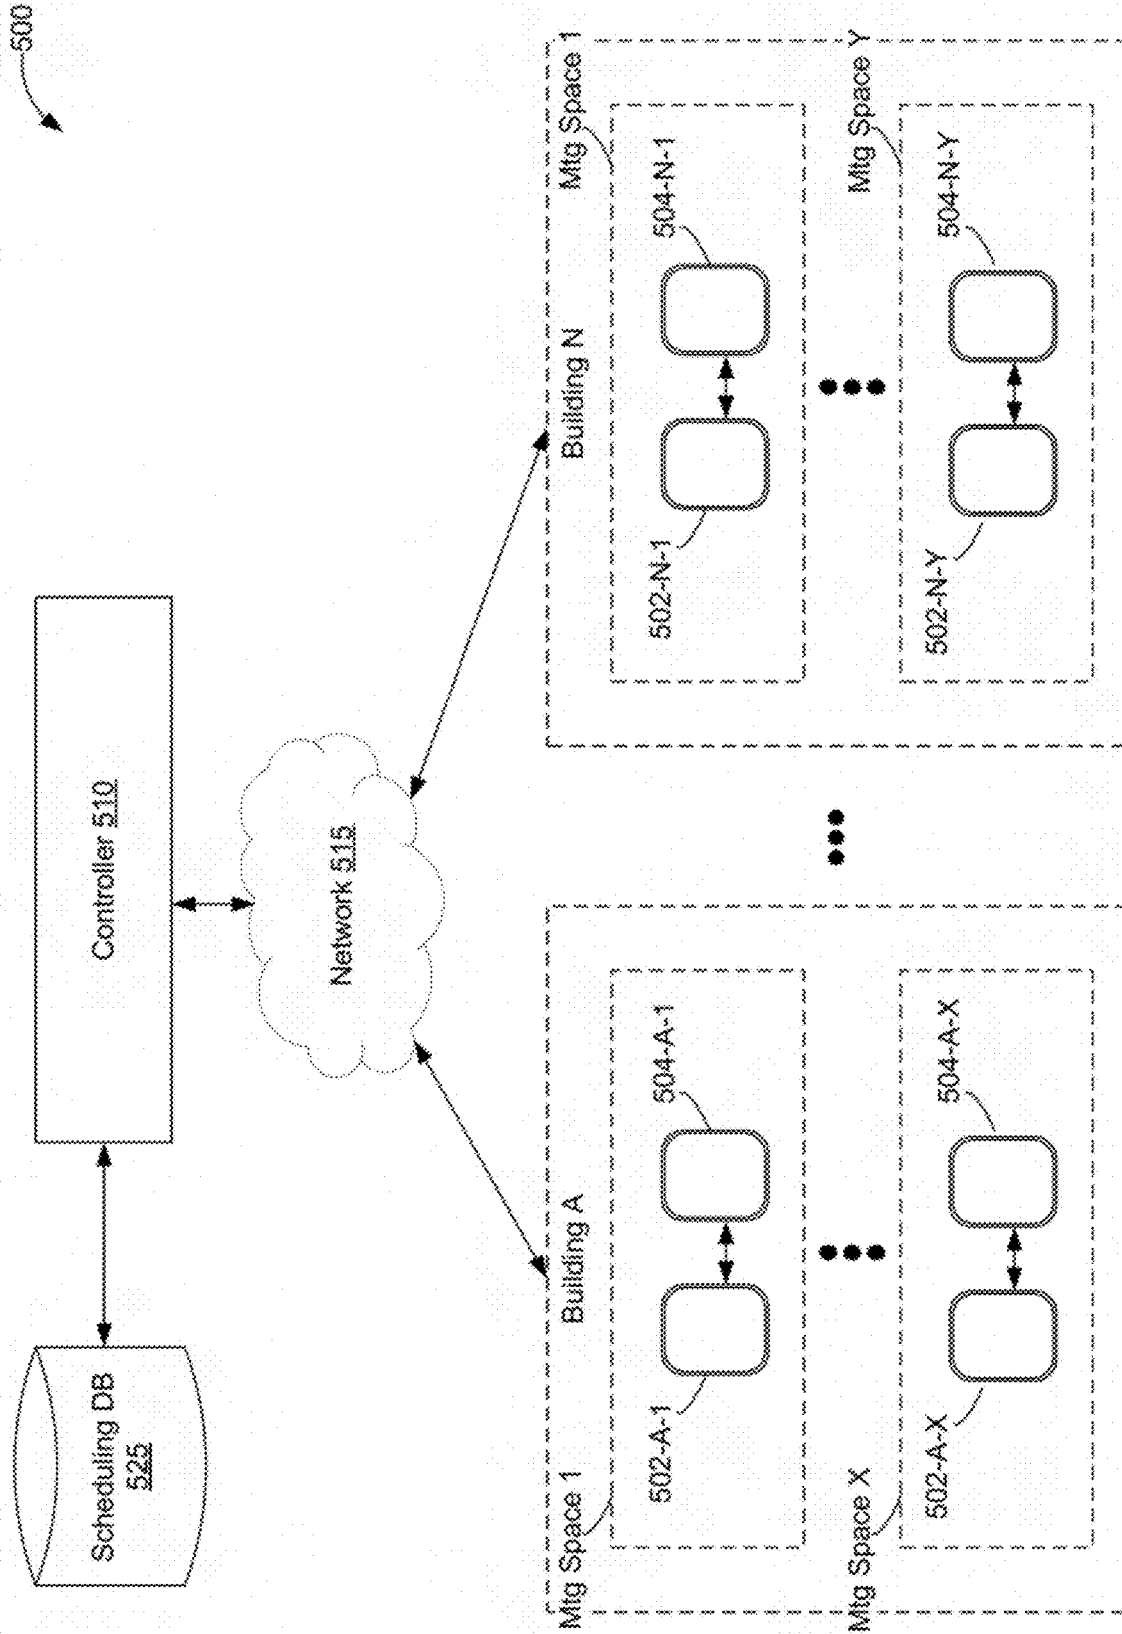 500
Scheduling DB
525
Controller 510
Network 515
Building A
Mtg Space 1
502-A-1
504-A-1
Mtg Space X
502-A-X
504-A-X
Building N
Mtg Space 1
502-N-1
504-N-1
Mtg Space Y
502-N-Y
504-N-Y